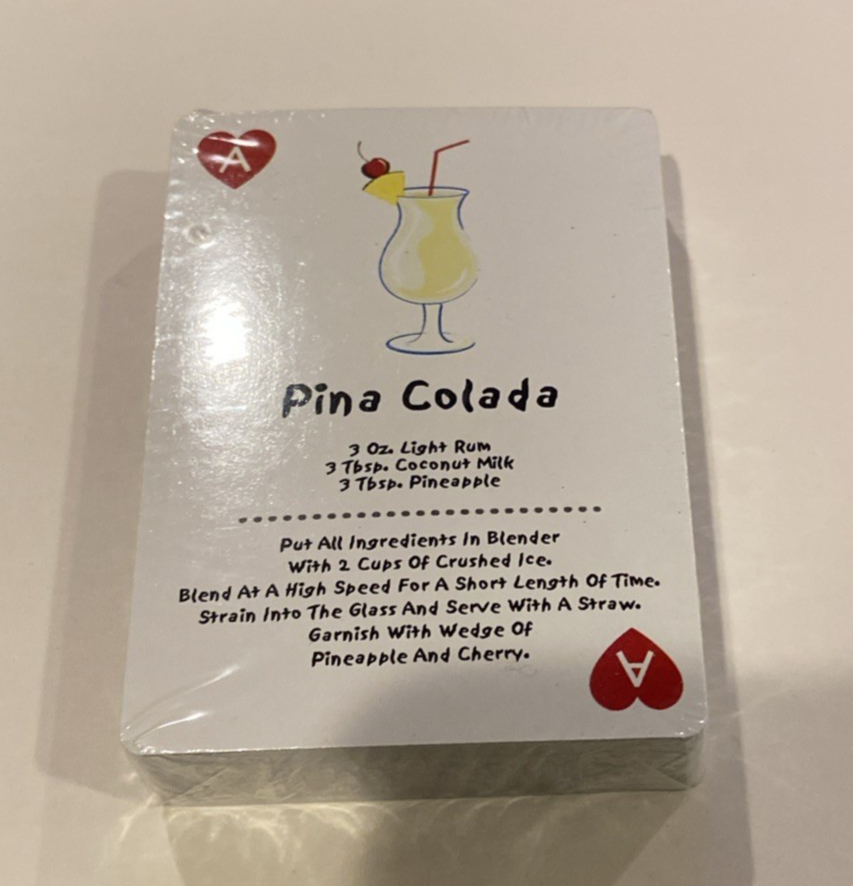 A
Pina Colada
3 Oz. Light Rum
3 Tbsp. Coconut Milk
3 Tbsp. Pineapple
Put All Ingredients In Blender
With 2 Cups Of Crushed Ice.
Blend At A High Speed For A Short Length Of Time.
Strain Into The Glass And Serve With A Straw.
Garnish With Wedge Of
Pineapple And Cherry.
A